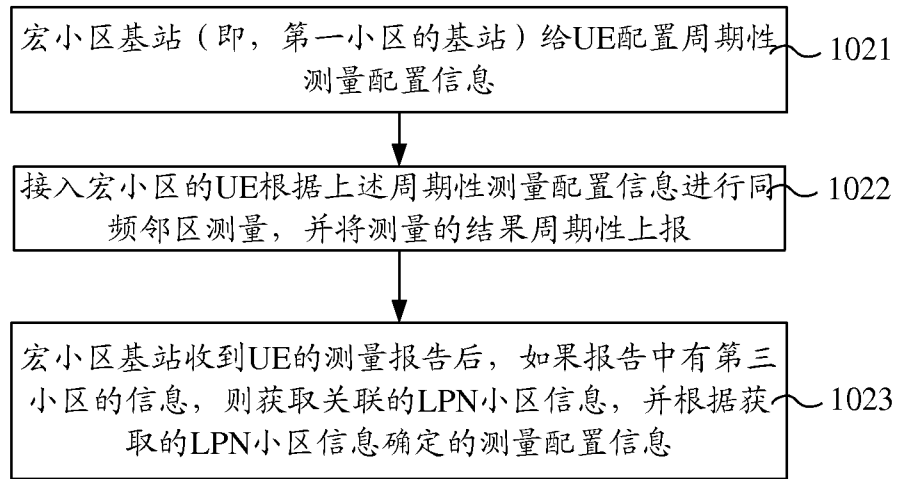 宏小区基站（即，第一小区的基站）给UE配置周期性
测量配置信息
1021
接入宏小区的UE根据上述周期性测量配置信息进行同
频邻区测量，并将测量的结果周期性上报
1022
宏小区基站收到UE的测量报告后，如果报告中有第三
小区的信息，则获取关联的LPN小区信息，并根据获
取的LPN小区信息确定的测量配置信息
1023